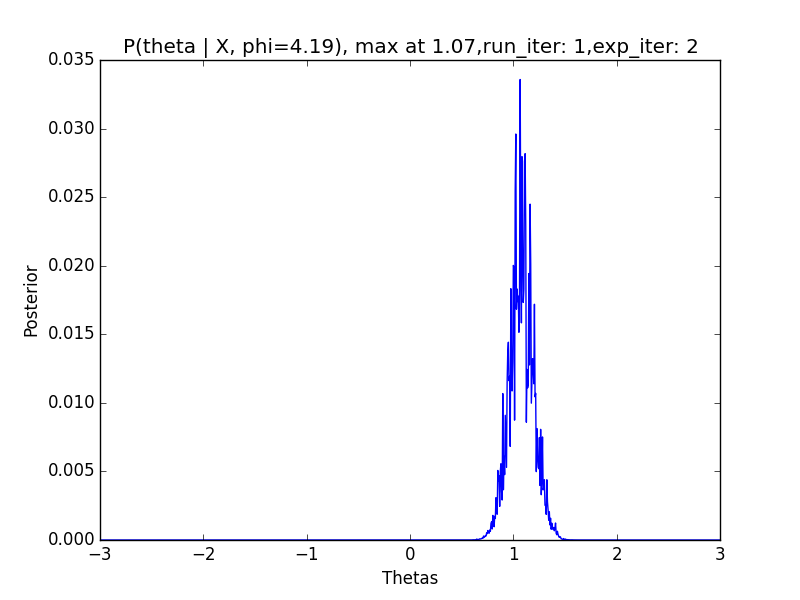 P(theta | X, phi=4.19), max at 1.07,run_iter: 1,exp_iter: 2
0.035
0.030
0.025
0.020
0.015
0.010
0.005
0.000
Posterior
−3 −2 −1 0 1 2 3
Thetas